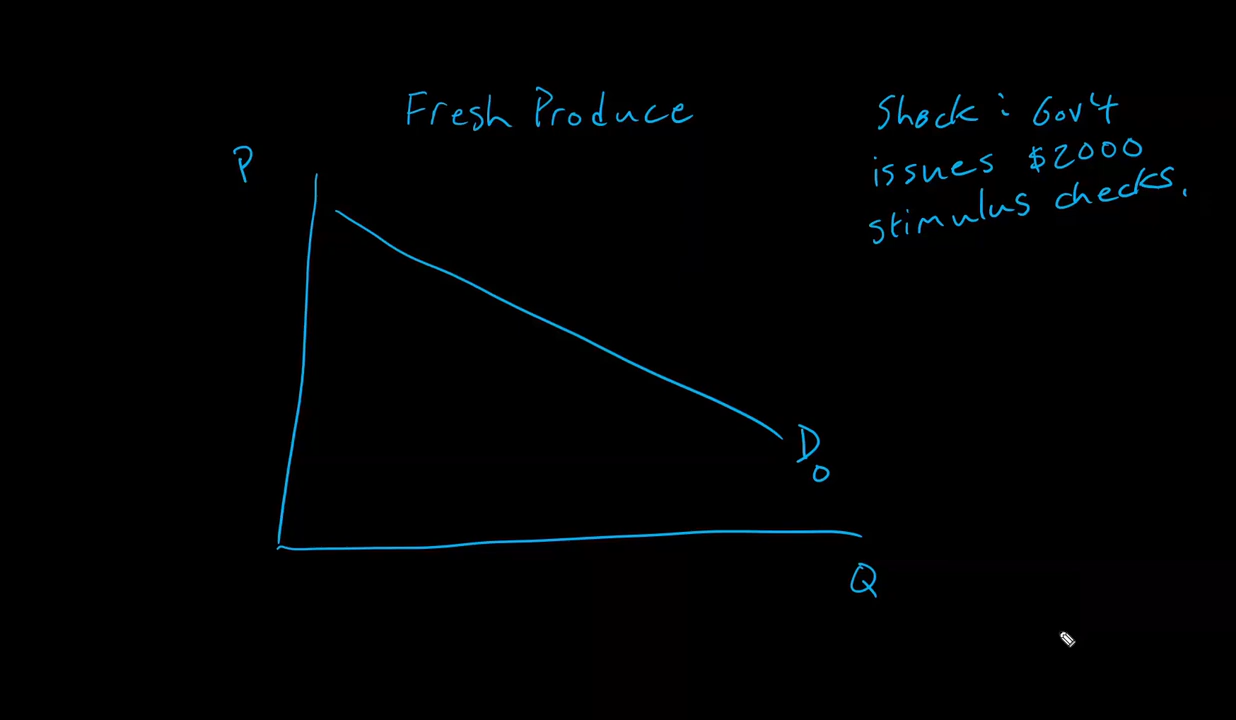 Fresh Produce
Shock: Gov't
issues $2000
stimulus checks.
P
D0
Q